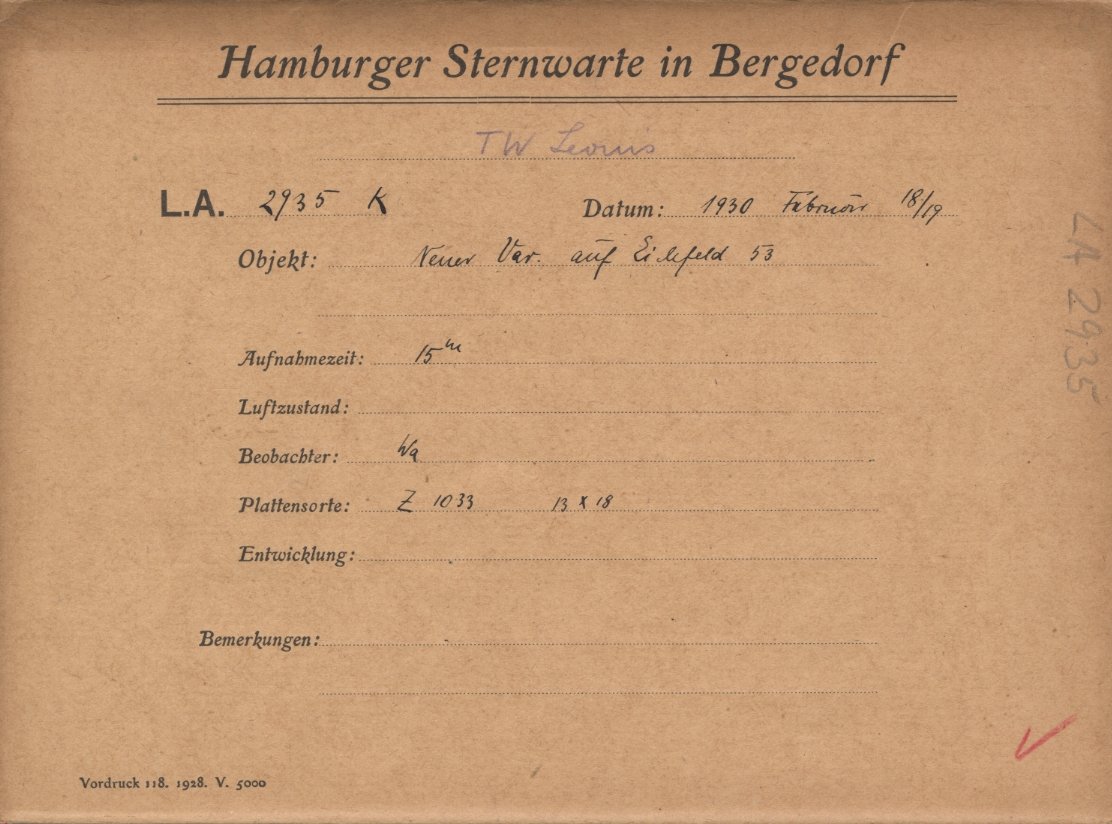 Hamburger Sternwarte in Bergedorf
TW Leonis
L.A. 2935 K
Datum: 1930 Februar 18/19
Objekt: Neuer Var. auf Eichfeld 53
Aufnahmezeit: 15m
Luftzustand:
Beobachter: Wa
Plattensorte: Z 1033 13 x 18
Entwicklung:
Bemerkungen:
Vordruck 118. 1928. V. 5000
LA 2935